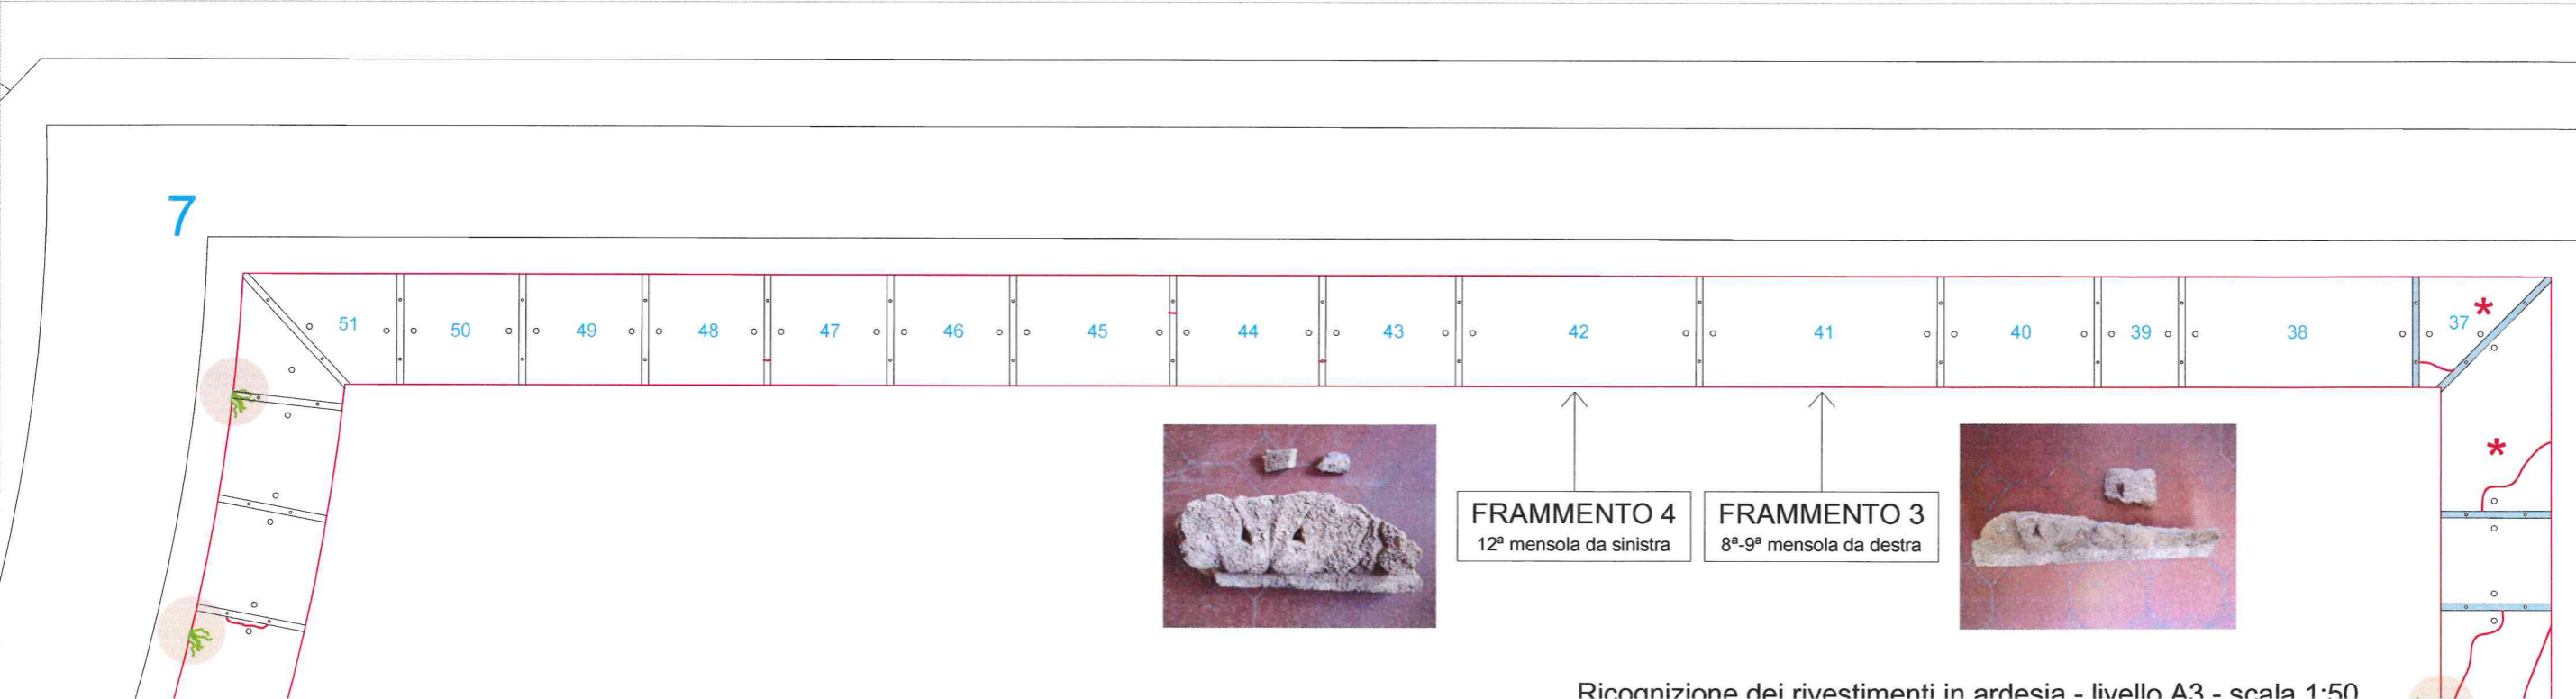 7
51 50 49 48 47 46 45 44 43 42 41 40 39 38 37 *
*
FRAMMENTO 4
12ª mensola da sinistra
FRAMMENTO 3
8ª-9ª mensola da destra
Ricognizione dei rivestimenti in ardesia - livello A3 - scala 1:50